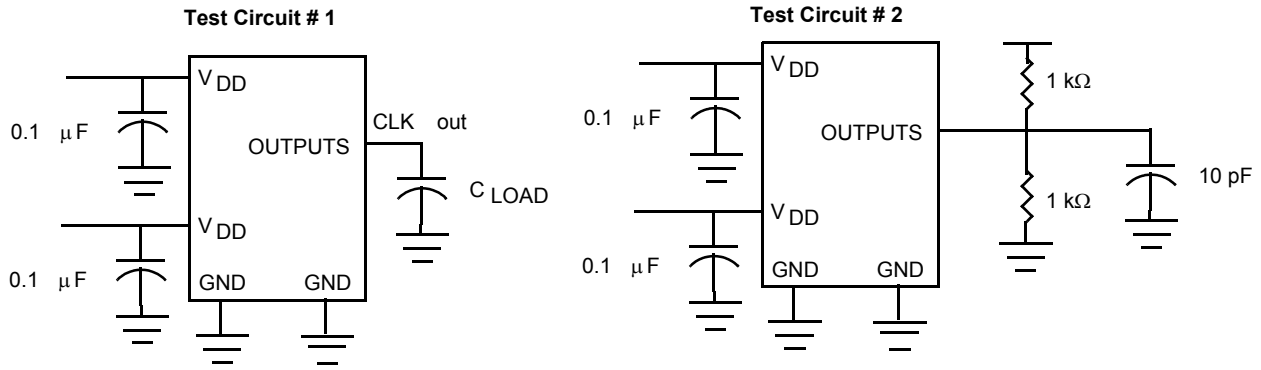 Test Circuit # 1
V DD
0.1 μF
OUTPUTS
CLK out
C LOAD
V DD
0.1 μF
GND GND
Test Circuit # 2
V DD
0.1 μF
OUTPUTS
1 kΩ
1 kΩ
10 pF
V DD
0.1 μF
GND GND